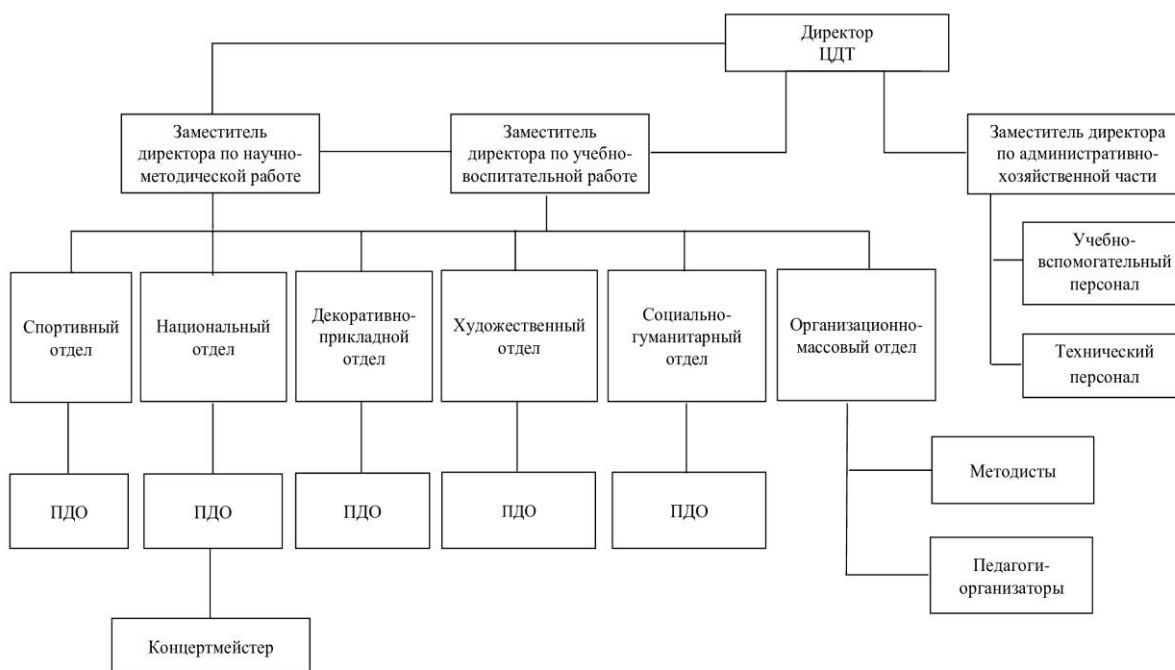 Директор
ЦДТ
Заместитель
директора по научно-
методической работе
Заместитель
директора по учебно-
воспитательной работе
Заместитель директора
по административно-
хозяйственной части
Учебно-
вспомогательный
персонал
Технический
персонал
Спортивный
отдел
Национальный
отдел
Декоративно-
прикладной
отдел
Художественный
отдел
Социально-
гуманитарный
отдел
Организационно-
массовый отдел
ПДО
ПДО
ПДО
ПДО
ПДО
Методисты
Педагоги-
организаторы
Концертмейстер